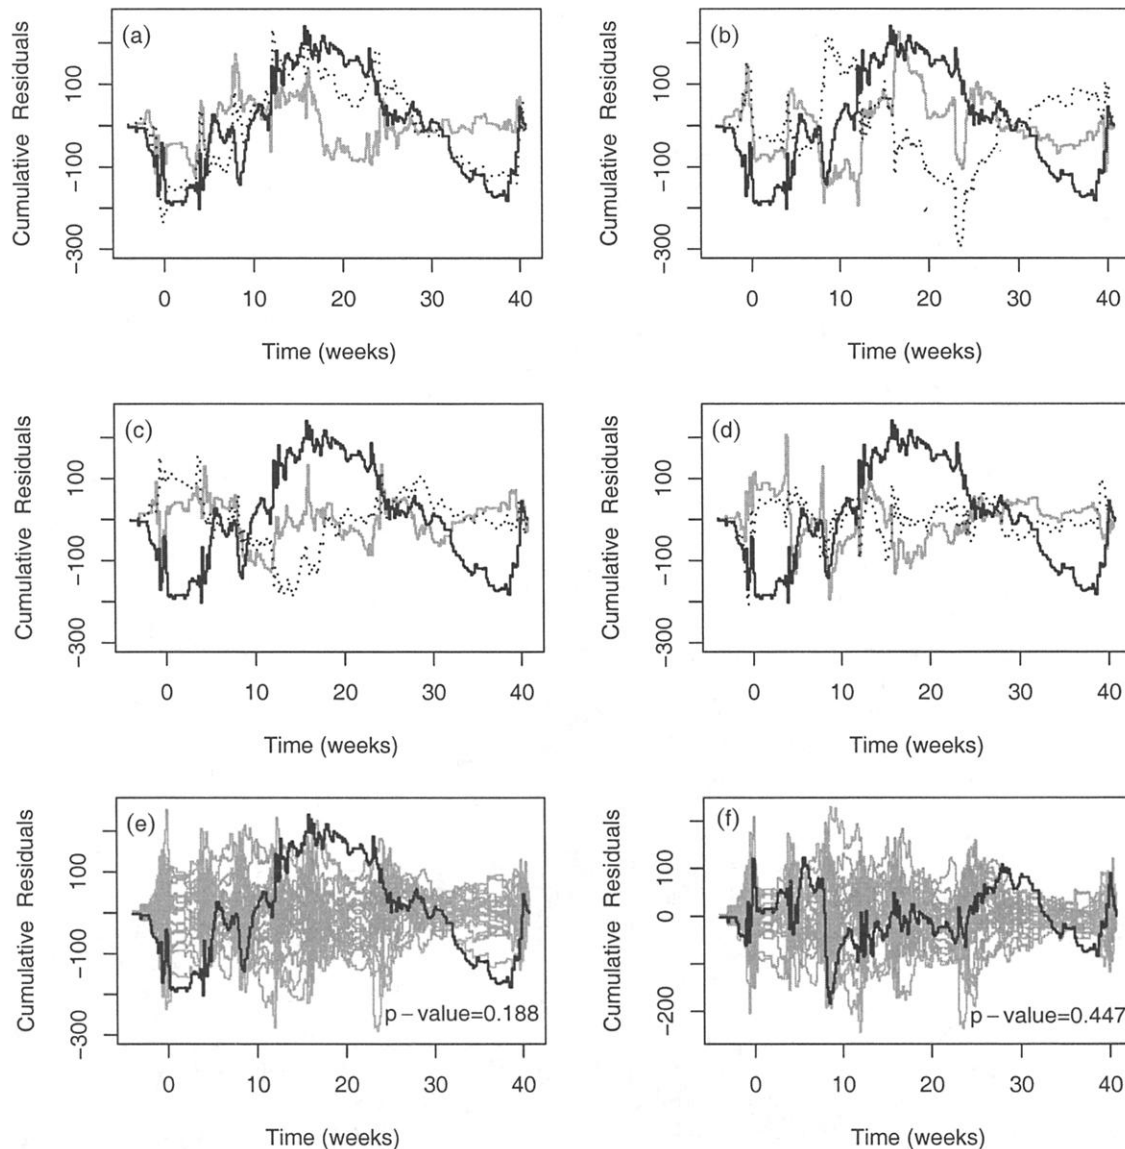 (a)
Cumulative Residuals
100
−100
−300
0 10 20 30 40
Time (weeks)
(b)
Cumulative Residuals
100
−100
−300
0 10 20 30 40
Time (weeks)
(c)
Cumulative Residuals
100
−100
−300
0 10 20 30 40
Time (weeks)
(d)
Cumulative Residuals
100
−100
−300
0 10 20 30 40
Time (weeks)
(e)
Cumulative Residuals
100
−100
−300
p−value=0.188
0 10 20 30 40
Time (weeks)
(f)
Cumulative Residuals
100
0
−200
p−value=0.447
0 10 20 30 40
Time (weeks)